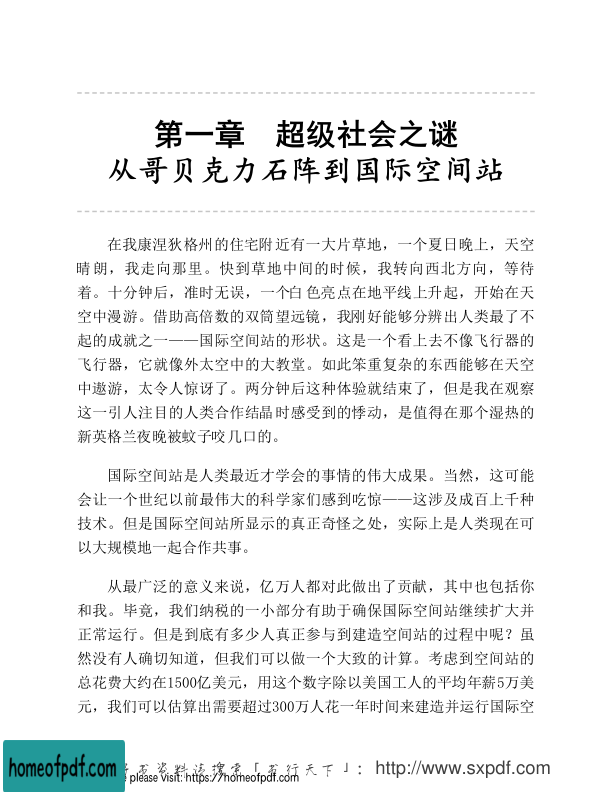 第一章 超级社会之谜
从哥贝克力石阵到国际空间站
在我康涅狄格州的住宅附近有一大片草地，一个夏日晚上，天空
晴朗，我走向那里。快到草地中间的时候，我转向西北方向，等待
着。十分钟后，准时无误，一个白色亮点在地平线上升起，开始在天
空中漫游。借助高倍数的双筒望远镜，我刚好能够分辨出人类最了不
起的成就之一——国际空间站的形状。这是一个看上去不像飞行器的
飞行器，它就像外太空中的大教堂。如此笨重复杂的东西能够在天空
中遨游，太令人惊讶了。两分钟后这种体验就结束了，但是我在观察
这一引人注目的人类合作结晶时感受到的悸动，是值得在那个湿热的
新英格兰夜晚被蚊子咬几口的。
国际空间站是人类最近才学会的事情的伟大成果。当然，这可能
会让一个世纪以前最伟大的科学家们感到吃惊——这涉及成百上千种
技术。但是国际空间站所显示的真正奇怪之处，实际上是人类现在可
以大规模地一起合作共事。
从最广泛的意义来说，亿万人都对此做出了贡献，其中也包括你
和我。毕竟，我们纳税的一小部分有助于确保国际空间站继续扩大并
正常运行。但是到底有多少人真正参与到建造空间站的过程中呢？虽
然没有人确切知道，但我们可以做一个大致的计算。考虑到空间站的
总花费大约在1500亿美元，用这个数字除以美国工人的平均年薪5万美
元，我们可以估算出需要超过300万人花一年时间来建造并运行国际空
书资料请搜索「书行天下」：http://www.sxpdf.com
homeofpdf.com
please visit: https://homeofpdf.com